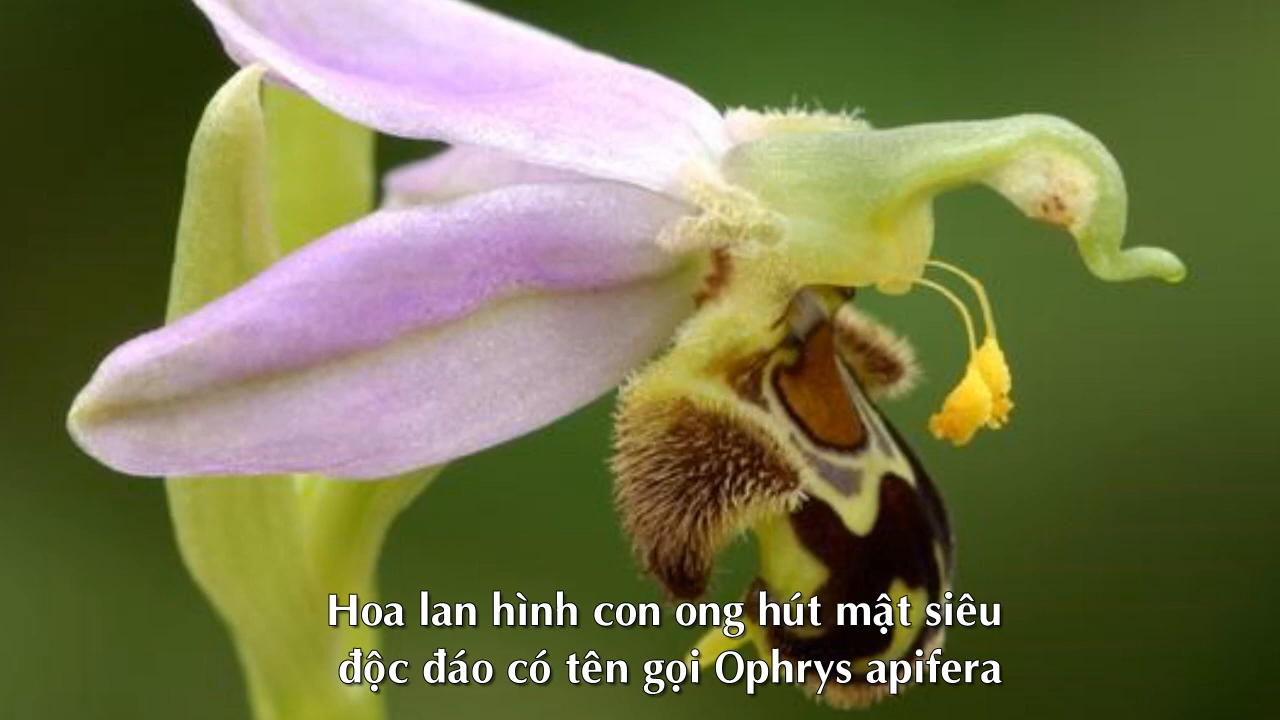 Hoa lan hình con ong hút mật siêu
độc đáo có tên gọi Ophrys apifera